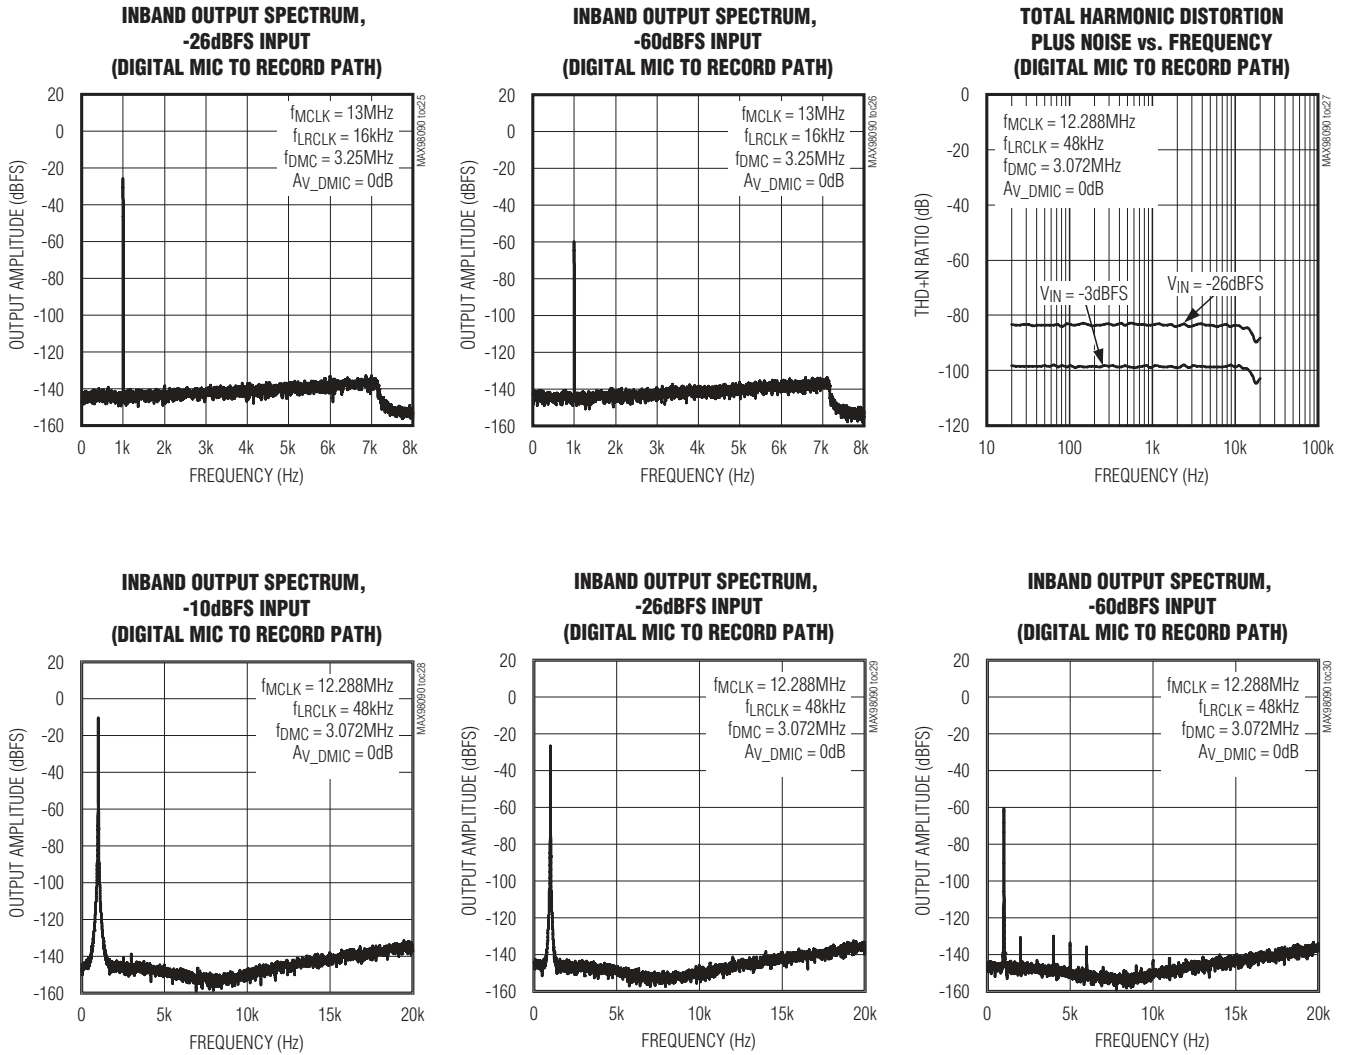 INBAND OUTPUT SPECTRUM,
-26dBFS INPUT
(DIGITAL MIC TO RECORD PATH)
20
0
-20
-40
-60
-80
-100
-120
-140
-160
OUTPUT AMPLITUDE (dBFS)
fMCLK = 13MHz
fLRCLK = 16kHz
fDMC = 3.25MHz
AV_DMIC = 0dB
MAX98090 toc25
0 1k 2k 3k 4k 5k 6k 7k 8k
FREQUENCY (Hz)
INBAND OUTPUT SPECTRUM,
-60dBFS INPUT
(DIGITAL MIC TO RECORD PATH)
20
0
-20
-40
-60
-80
-100
-120
-140
-160
OUTPUT AMPLITUDE (dBFS)
fMCLK = 13MHz
fLRCLK = 16kHz
fDMC = 3.25MHz
AV_DMIC = 0dB
MAX98090 toc26
0 1k 2k 3k 4k 5k 6k 7k 8k
FREQUENCY (Hz)
TOTAL HARMONIC DISTORTION
PLUS NOISE vs. FREQUENCY
(DIGITAL MIC TO RECORD PATH)
0
-20
-40
-60
-80
-100
-120
THD+N RATIO (dB)
fMCLK = 12.288MHz
fLRCLK = 48kHz
fDMC = 3.072MHz
AV_DMIC = 0dB
VIN = -3dBFS
VIN = -26dBFS
MAX98090 toc27
10 100 1k 10k 100k
FREQUENCY (Hz)
INBAND OUTPUT SPECTRUM,
-10dBFS INPUT
(DIGITAL MIC TO RECORD PATH)
20
0
-20
-40
-60
-80
-100
-120
-140
-160
OUTPUT AMPLITUDE (dBFS)
fMCLK = 12.288MHz
fLRCLK = 48kHz
fDMC = 3.072MHz
AV_DMIC = 0dB
MAX98090 toc28
0 5k 10k 15k 20k
FREQUENCY (Hz)
INBAND OUTPUT SPECTRUM,
-26dBFS INPUT
(DIGITAL MIC TO RECORD PATH)
20
0
-20
-40
-60
-80
-100
-120
-140
-160
OUTPUT AMPLITUDE (dBFS)
fMCLK = 12.288MHz
fLRCLK = 48kHz
fDMC = 3.072MHz
AV_DMIC = 0dB
MAX98090 toc29
0 5k 10k 15k 20k
FREQUENCY (Hz)
INBAND OUTPUT SPECTRUM,
-60dBFS INPUT
(DIGITAL MIC TO RECORD PATH)
20
0
-20
-40
-60
-80
-100
-120
-140
-160
OUTPUT AMPLITUDE (dBFS)
fMCLK = 12.288MHz
fLRCLK = 48kHz
fDMC = 3.072MHz
AV_DMIC = 0dB
MAX98090 toc30
0 5k 10k 15k 20k
FREQUENCY (Hz)